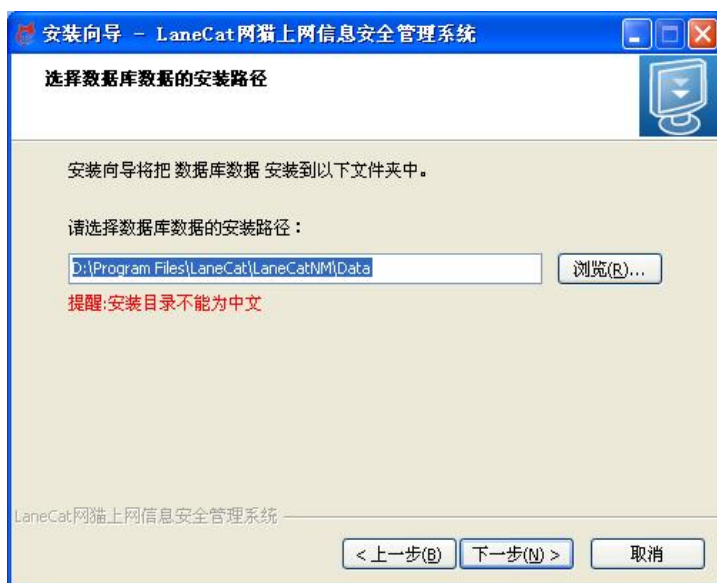 安装向导 - LaneCat网猫上网信息安全管理系统
选择数据库数据的安装路径
安装向导将把 数据库数据 安装到以下文件夹中。
请选择数据库数据的安装路径：
D:\Program Files\LaneCat\LaneCatNM\Data
浏览(R)...
提醒:安装目录不能为中文
LaneCat网猫上网信息安全管理系统
<上一步(B) 下一步(N) > 取消